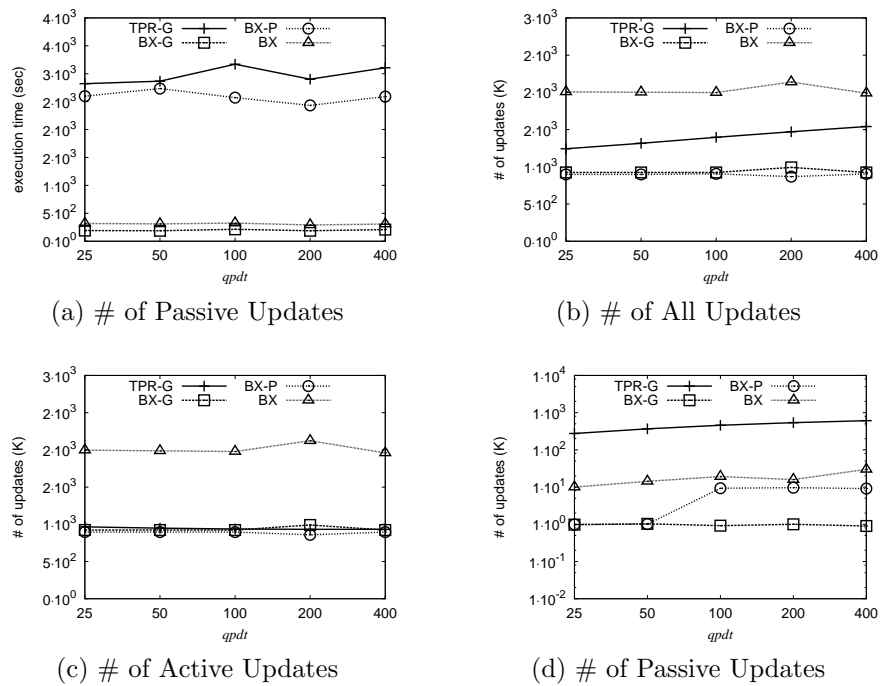 4·10³
3·10³
3·10³
2·10³
2·10³
1·10³
1·10³
5·10²
0·10⁰
execution time (sec)
TPR-G BX-P
BX-G BX
25 50 100 200 400
qpdt
(a) # of Passive Updates
3·10³
2·10³
2·10³
2·10³
1·10³
5·10²
0·10⁰
# of updates (K)
TPR-G BX-P
BX-G BX
25 50 100 200 400
qpdt
(b) # of All Updates
3·10³
2·10³
2·10³
2·10³
1·10³
5·10²
0·10⁰
# of updates (K)
TPR-G BX-P
BX-G BX
25 50 100 200 400
qpdt
(c) # of Active Updates
1·10⁴
1·10³
1·10²
1·10¹
1·10⁰
1·10⁻¹
1·10⁻²
# of updates (K)
TPR-G BX-P
BX-G BX
25 50 100 200 400
qpdt
(d) # of Passive Updates